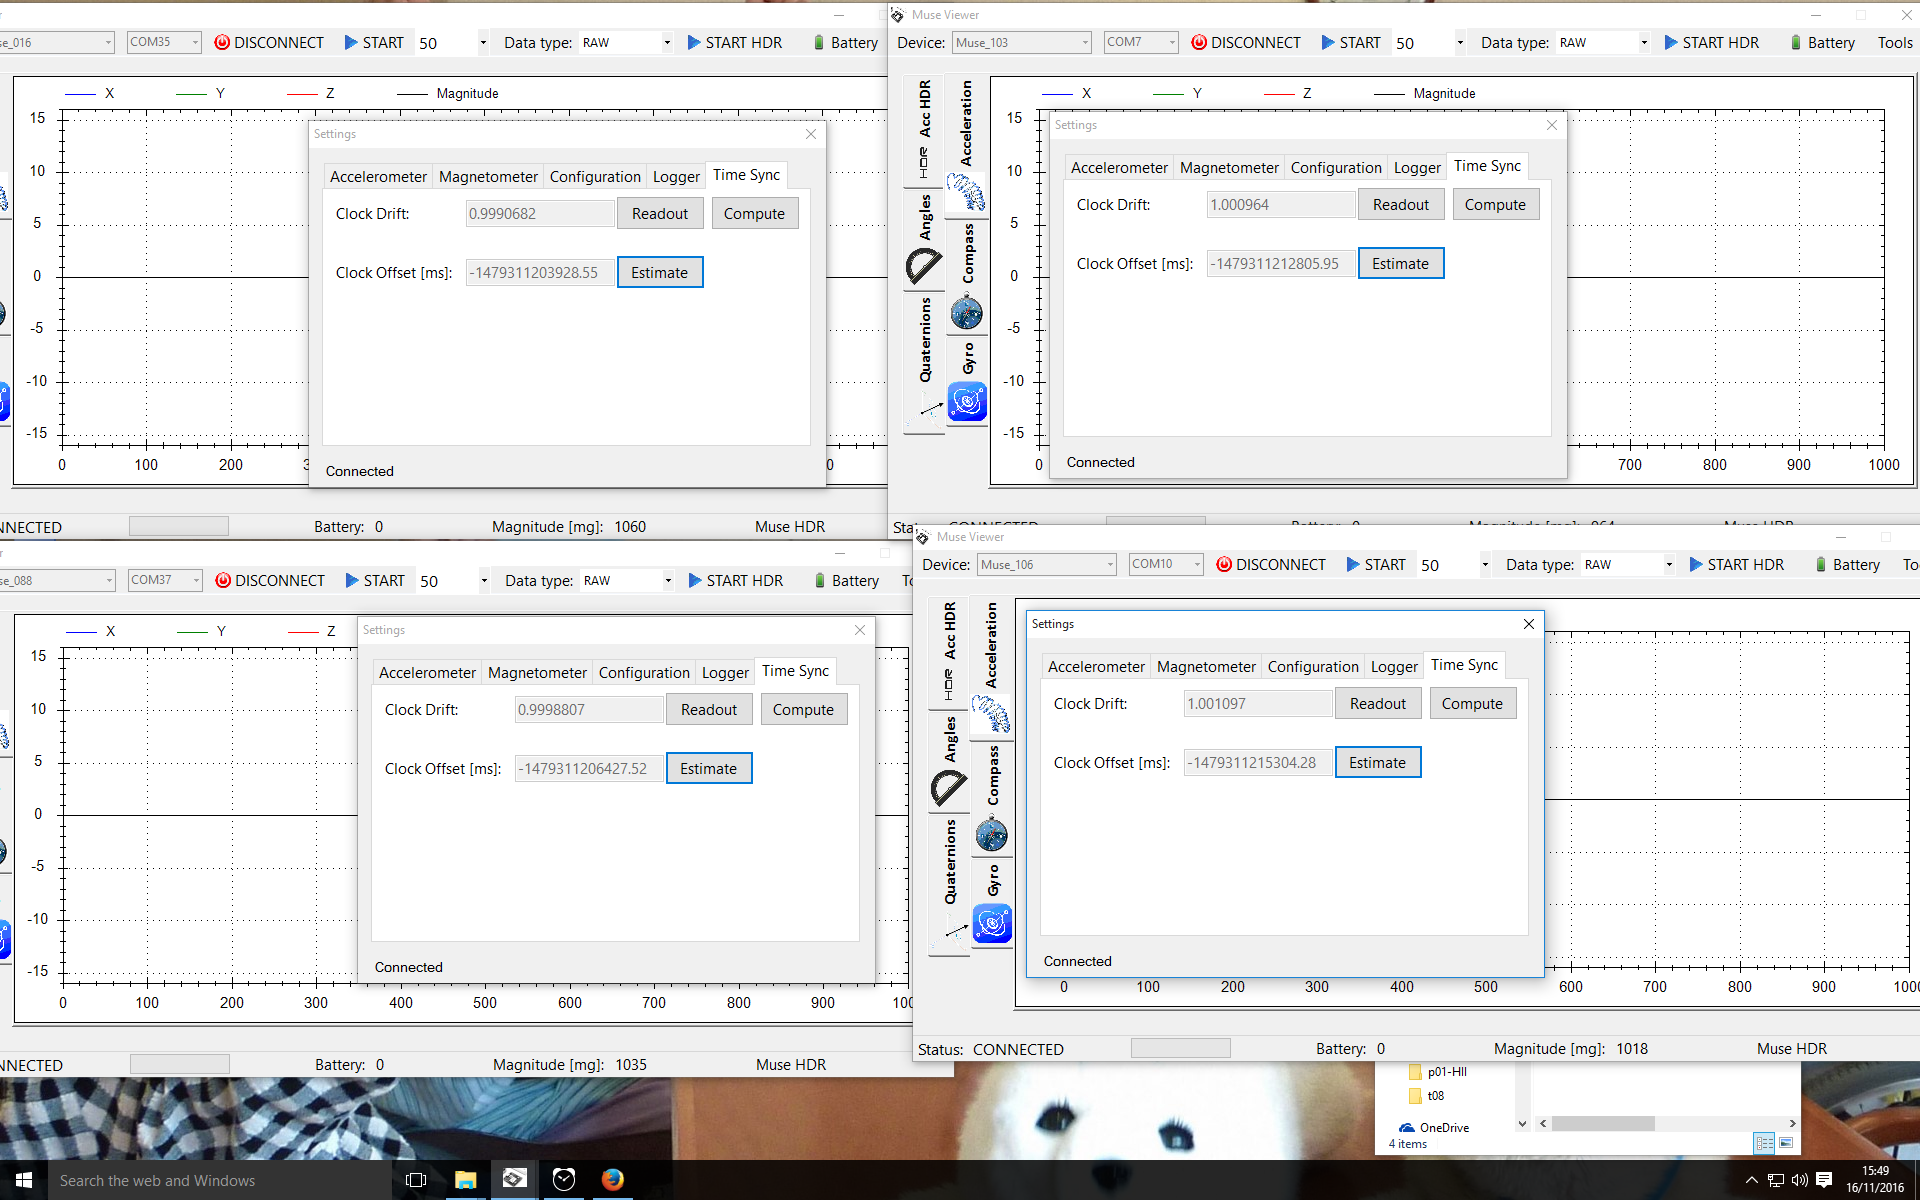 se_016 COM35 DISCONNECT START 50 Data type: RAW START HDR Battery
X Y Z Magnitude
15
10
5
0
-5
-10
-15
0 100 200
Settings
Accelerometer Magnetometer Configuration Logger Time Sync
Clock Drift: 0.9990682 Readout Compute
Clock Offset [ms]: -1479311203928.55 Estimate
Connected
NNECTED Battery: 0 Magnitude [mg]: 1060 Muse HDR
Muse Viewer
Device: Muse_103 COM7 DISCONNECT START 50 Data type: RAW START HDR Battery Tools
HDR Acc HDR
Angles
Quaternions
Acceleration
Compass
Gyro
X Y Z Magnitude
15
10
5
0
-5
-10
-15
0 700 800 900 1000
Settings
Accelerometer Magnetometer Configuration Logger Time Sync
Clock Drift: 1.000964 Readout Compute
Clock Offset [ms]: -1479311212805.95 Estimate
Connected
se_088 COM37 DISCONNECT START 50 Data type: RAW START HDR Battery
X Y Z
15
10
5
0
-5
-10
-15
0 100 200 300 400 500 600 700 800 900 100
Settings
Accelerometer Magnetometer Configuration Logger Time Sync
Clock Drift: 0.9998807 Readout Compute
Clock Offset [ms]: -1479311206427.52 Estimate
Connected
NNECTED Battery: 0 Magnitude [mg]: 1035 Muse HDR
Muse Viewer
Device: Muse_106 COM10 DISCONNECT START 50 Data type: RAW START HDR Battery To
HDR Acc HDR
Angles
Quaternions
Acceleration
Compass
Gyro
Settings
Accelerometer Magnetometer Configuration Logger Time Sync
Clock Drift: 1.001097 Readout Compute
Clock Offset [ms]: -1479311215304.28 Estimate
Connected
0 100 200 300 400 500 600 700 800 900 1000
Status: CONNECTED Battery: 0 Magnitude [mg]: 1018 Muse HDR
p01-HII
t08
OneDrive
4 items
Search the web and Windows
15:49
16/11/2016